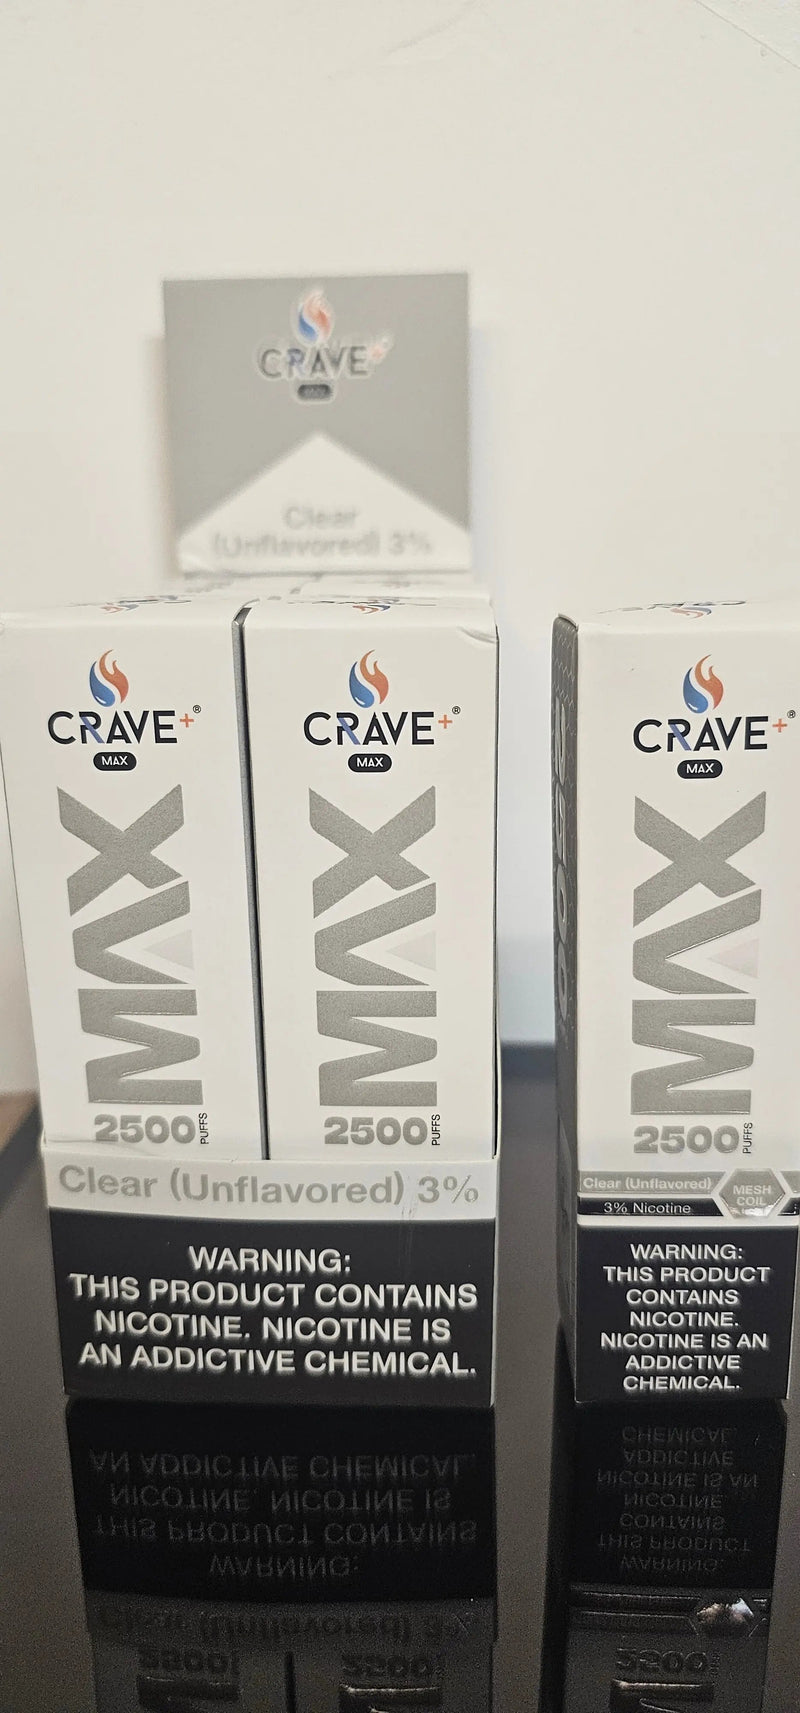 CRAVE+
Clear
(Unflavored) 3%
CRAVE+®
MAX
MAX
2500 PUFFS
CRAVE+®
MAX
MAX
2500 PUFFS
Clear (Unflavored) 3%
WARNING:
THIS PRODUCT CONTAINS
NICOTINE. NICOTINE IS
AN ADDICTIVE CHEMICAL.
CRAVE+®
MAX
MAX
2500 PUFFS
Clear (Unflavored)
3% Nicotine
MESH
COIL
WARNING:
THIS PRODUCT
CONTAINS
NICOTINE.
NICOTINE IS AN
ADDICTIVE
CHEMICAL.